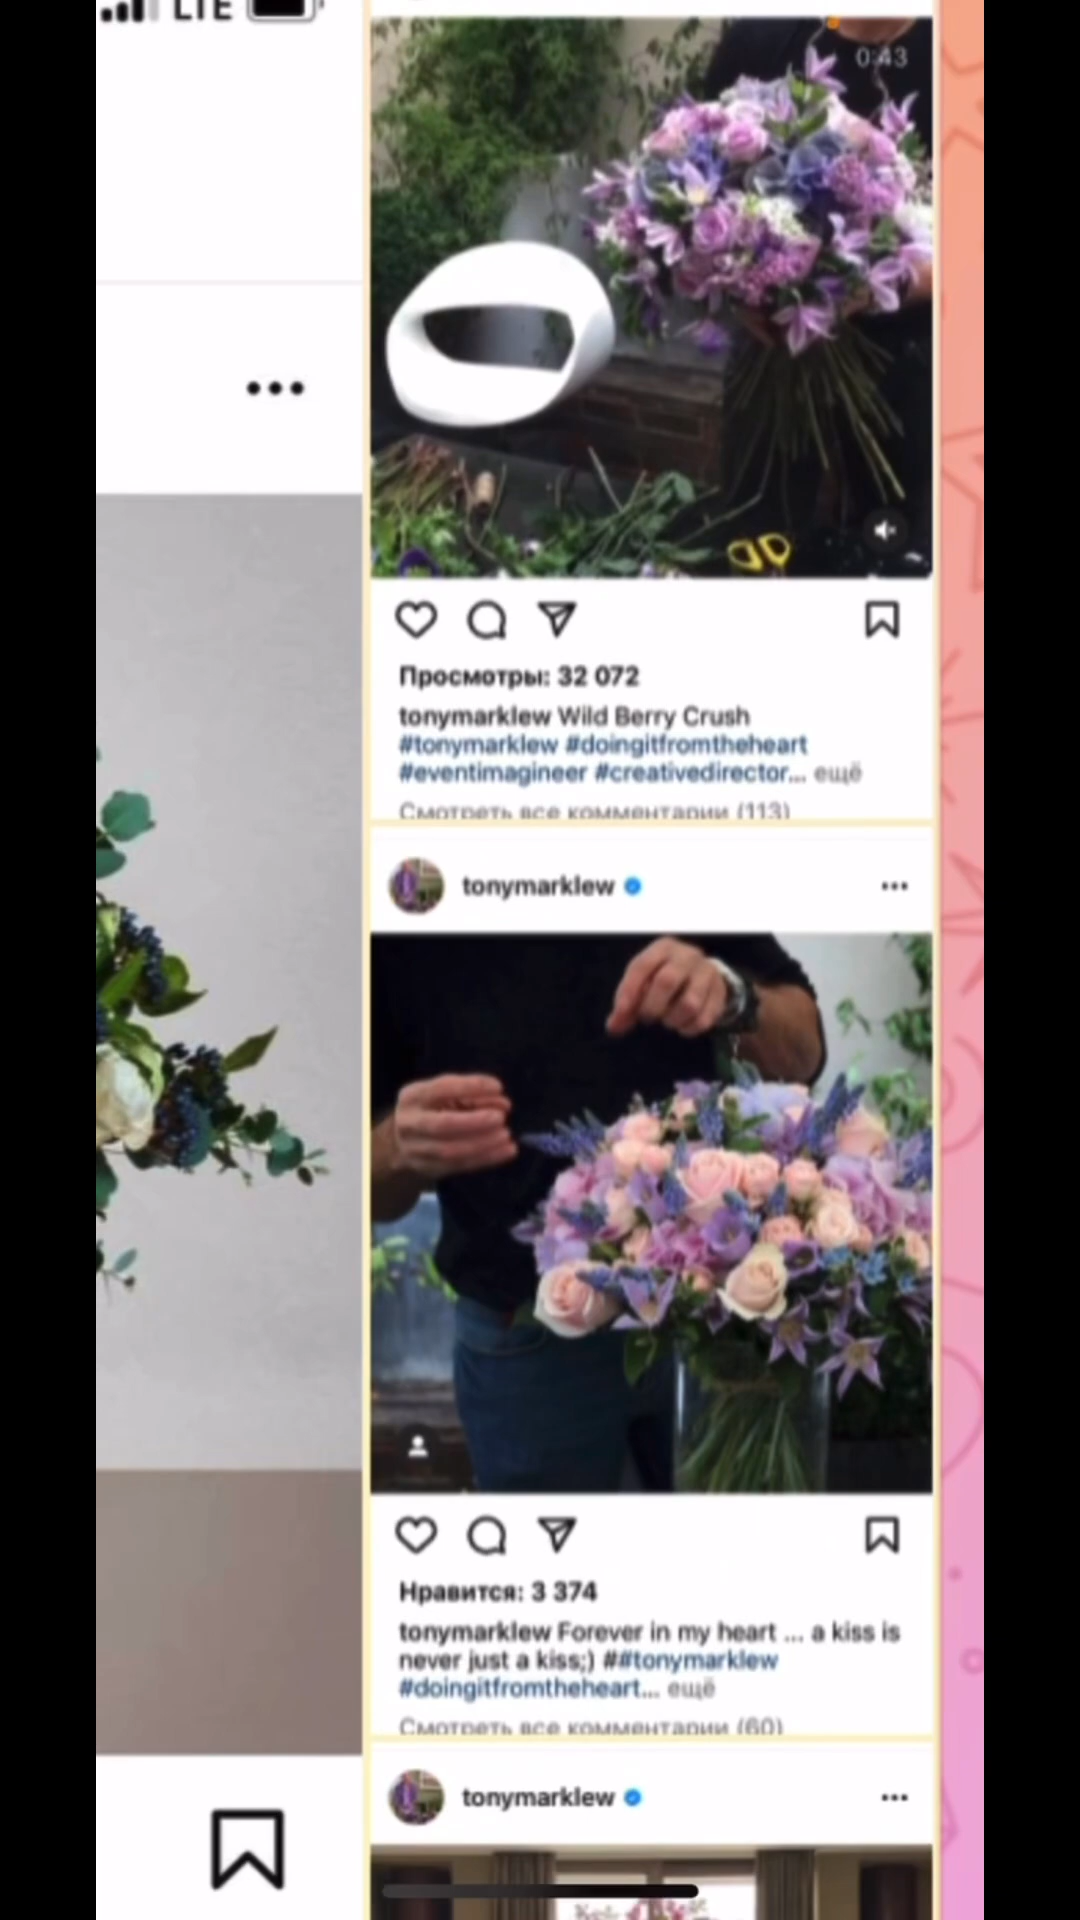 LTE
0:43
Просмотры: 32 072
tonymarklew Wild Berry Crush
#tonymarklew #doingitfromtheheart
#eventimagineer #creativedirector... ещё
Смотреть все комментарии (113)
tonymarklew
Нравится: 3 374
tonymarklew Forever in my heart ... a kiss is
never just a kiss;) ##tonymarklew
#doingitfromtheheart... ещё
Смотреть все комментарии (60)
tonymarklew